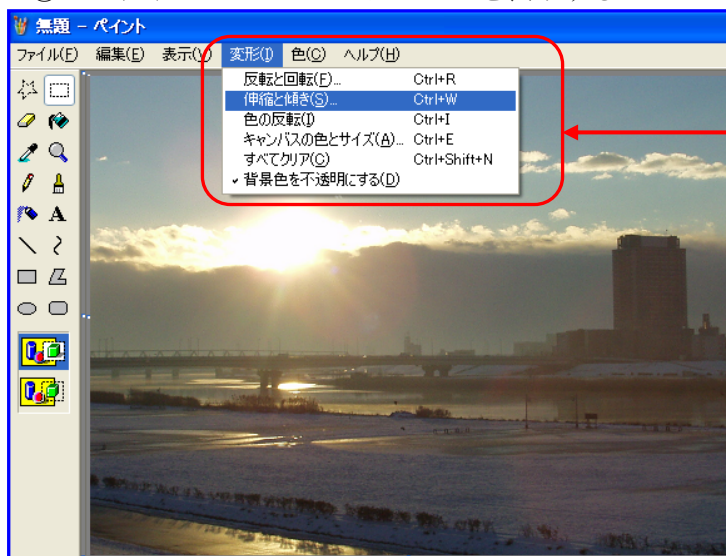 無題 - ペイント
ファイル(F) 編集(E) 表示(V) 変形(I) 色(C) ヘルプ(H)
反転と回転(F)... Ctrl+R
伸縮と傾き(S)... Ctrl+W
色の反転(I) Ctrl+I
キャンバスの色とサイズ(A)... Ctrl+E
すべてクリア(C) Ctrl+Shift+N
✓背景色を不透明にする(D)
A